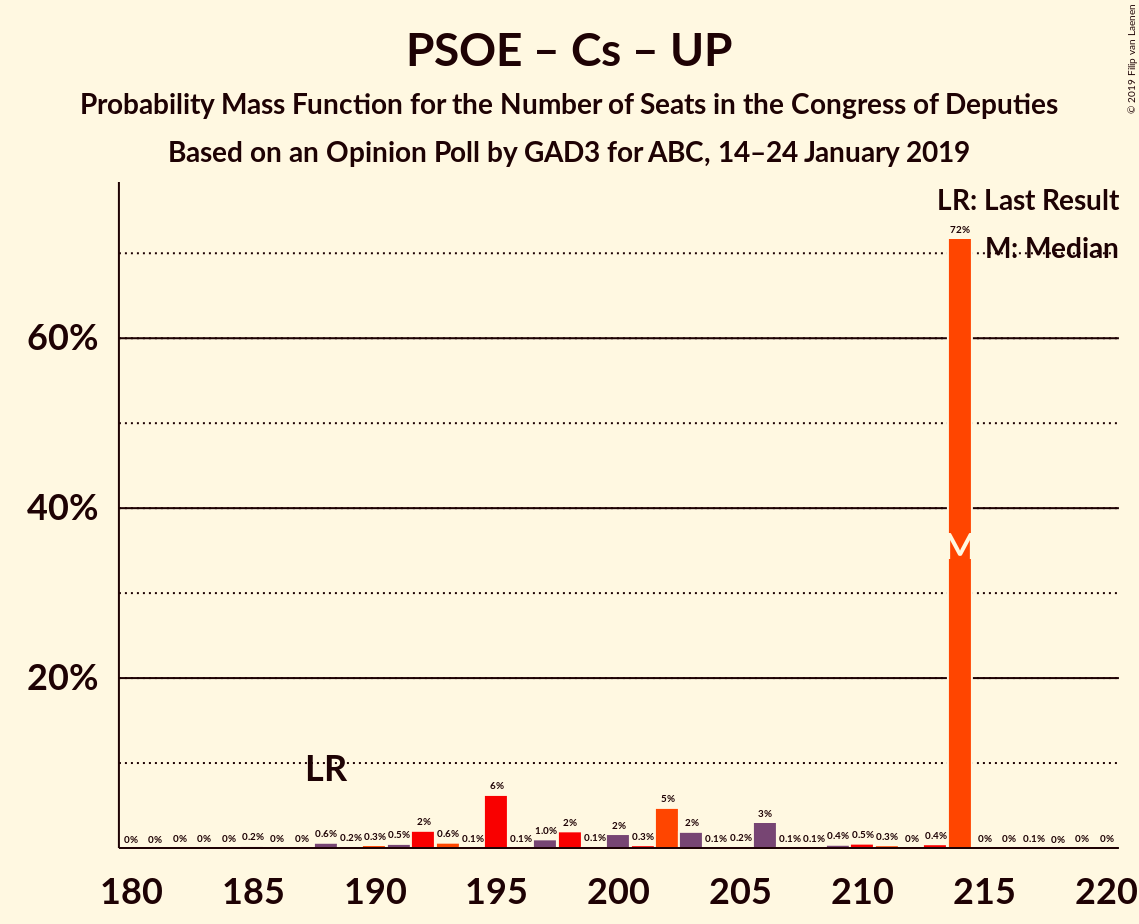 PSOE – Cs – UP
Probability Mass Function for the Number of Seats in the Congress of Deputies
Based on an Opinion Poll by GAD3 for ABC, 14–24 January 2019
© 2019 Filip van Laenen
LR: Last Result
M: Median
72%
60%
40%
M
20%
LR
0% 0% 0% 0% 0% 0.2% 0% 0% 0.6% 0.2% 0.3% 0.5% 2% 0.6% 0.1% 6% 0.1% 1.0% 2% 0.1% 2% 0.3% 5% 2% 0.1% 0.2% 3% 0.1% 0.1% 0.4% 0.5% 0.3% 0% 0.4% 0% 0% 0.1% 0% 0% 0%
180 185 190 195 200 205 210 215 220